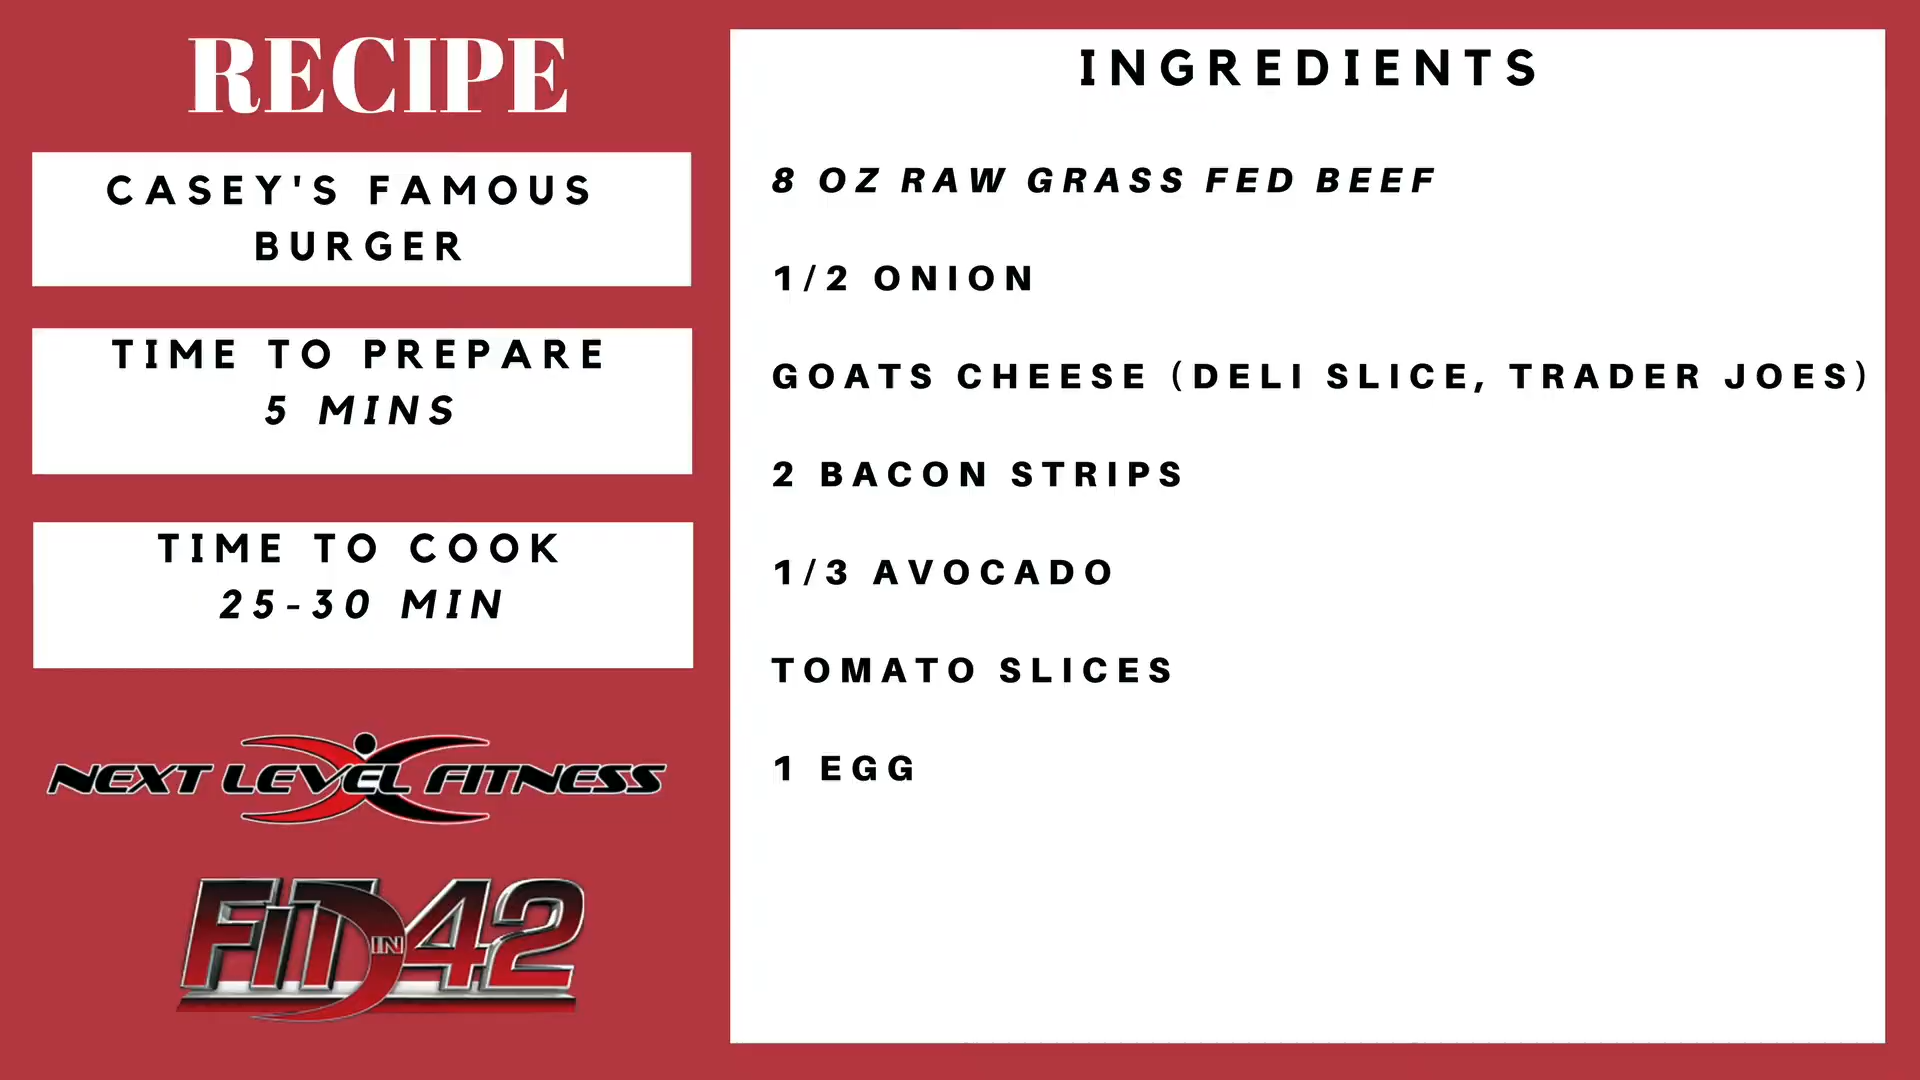 RECIPE
CASEY'S FAMOUS
BURGER
TIME TO PREPARE
5 MINS
TIME TO COOK
25-30 MIN
NEXT LEVEL FITNESS
FIT IN 42
INGREDIENTS
8 OZ RAW GRASS FED BEEF
1/2 ONION
GOATS CHEESE (DELI SLICE, TRADER JOES)
2 BACON STRIPS
1/3 AVOCADO
TOMATO SLICES
1 EGG